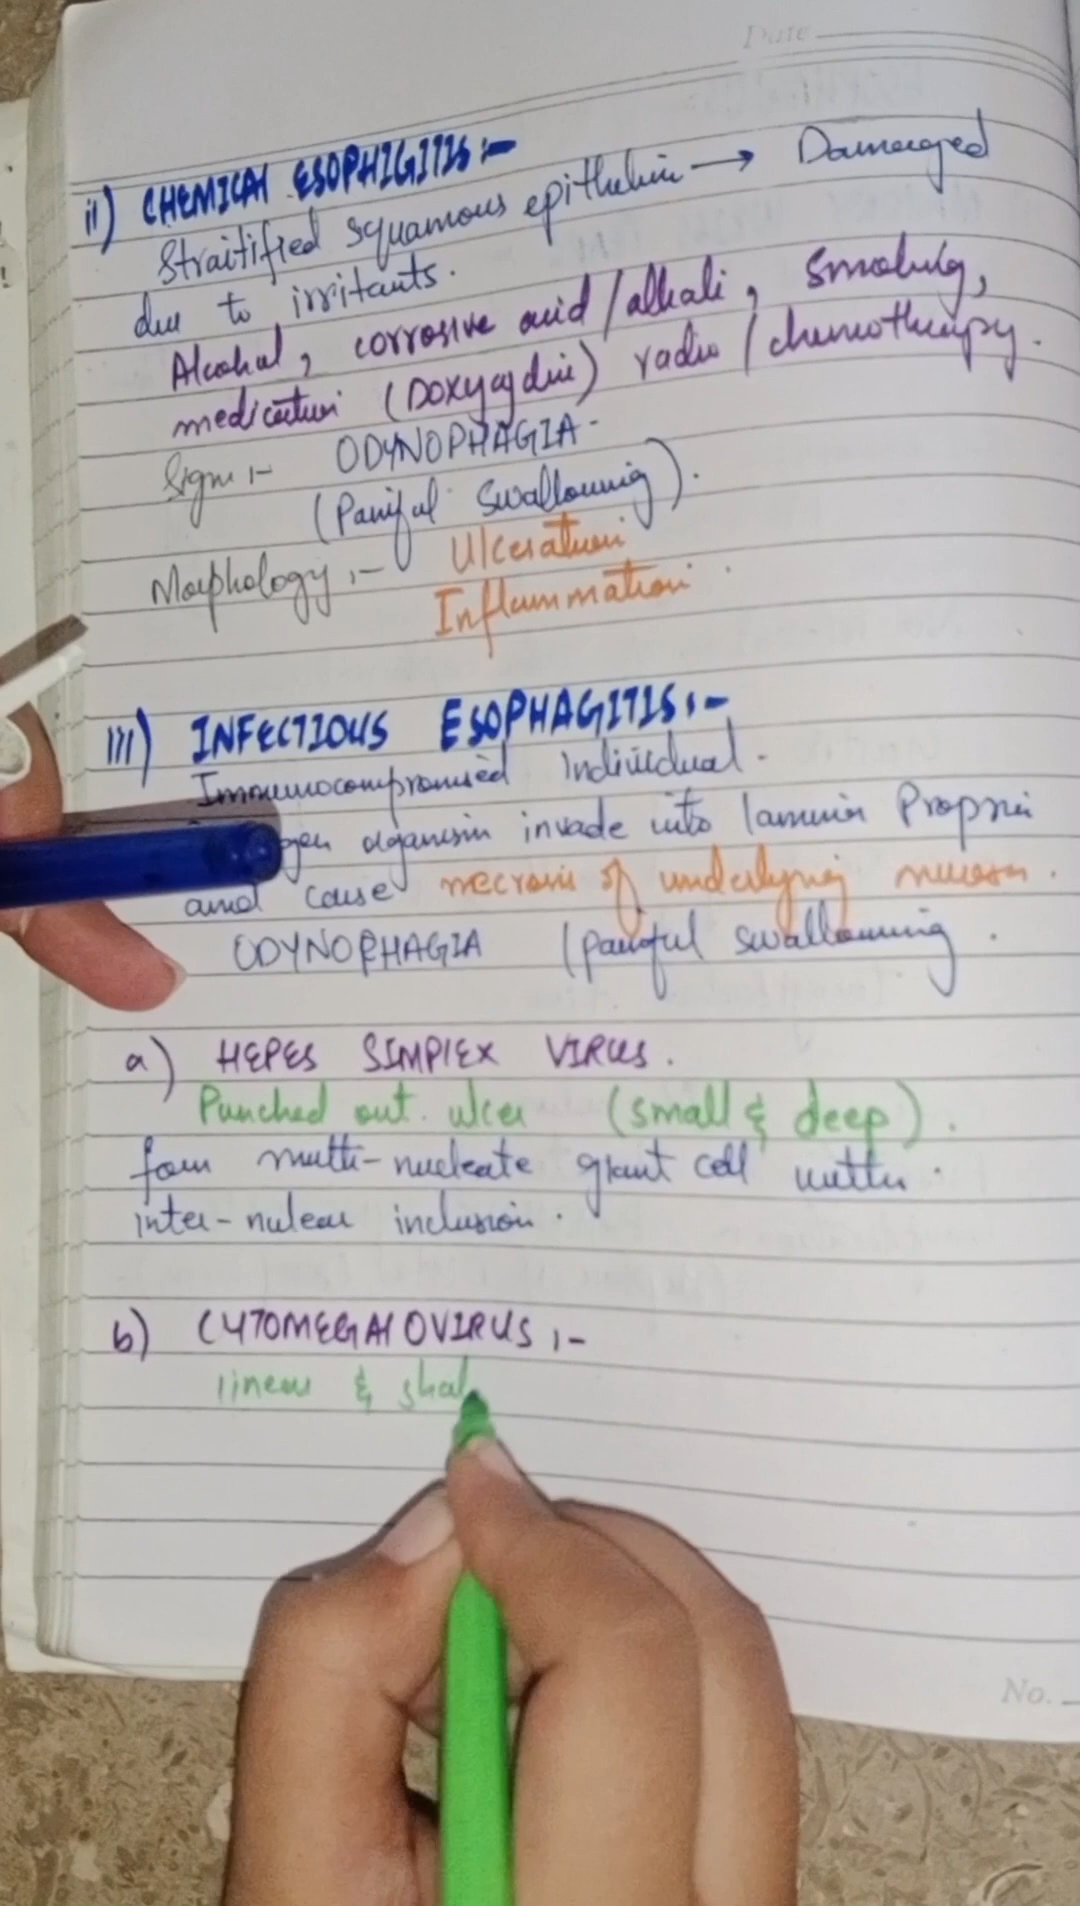 Date
ii) CHEMICAL ESOPHIGITIS :-
Straitified squamous epithelium → Damaged
due to irritants.
Alcohol, corrosive acid / alkali, Smoking,
medication (Doxycycline) radio / chemotherapy.
Sign :- ODYNOPHAGIA-
(Painful Swallowing).
Morphology :- Ulceration
Inflammation
iii) INFECTIOUS ESOPHAGITIS :-
Immunocompromised Individual.
organism invade into lamina Propria
and cause necrosis of underlying mucosa.
ODYNOPHAGIA (painful swallowing.
a) HEPES SIMPLEX VIRUS.
Punched out. ulcer (small & deep).
form multi-nucleate giant cell with
inter-nulear inclusion.
b) CYTOMEGALOVIRUS :-
linear & shal
No.